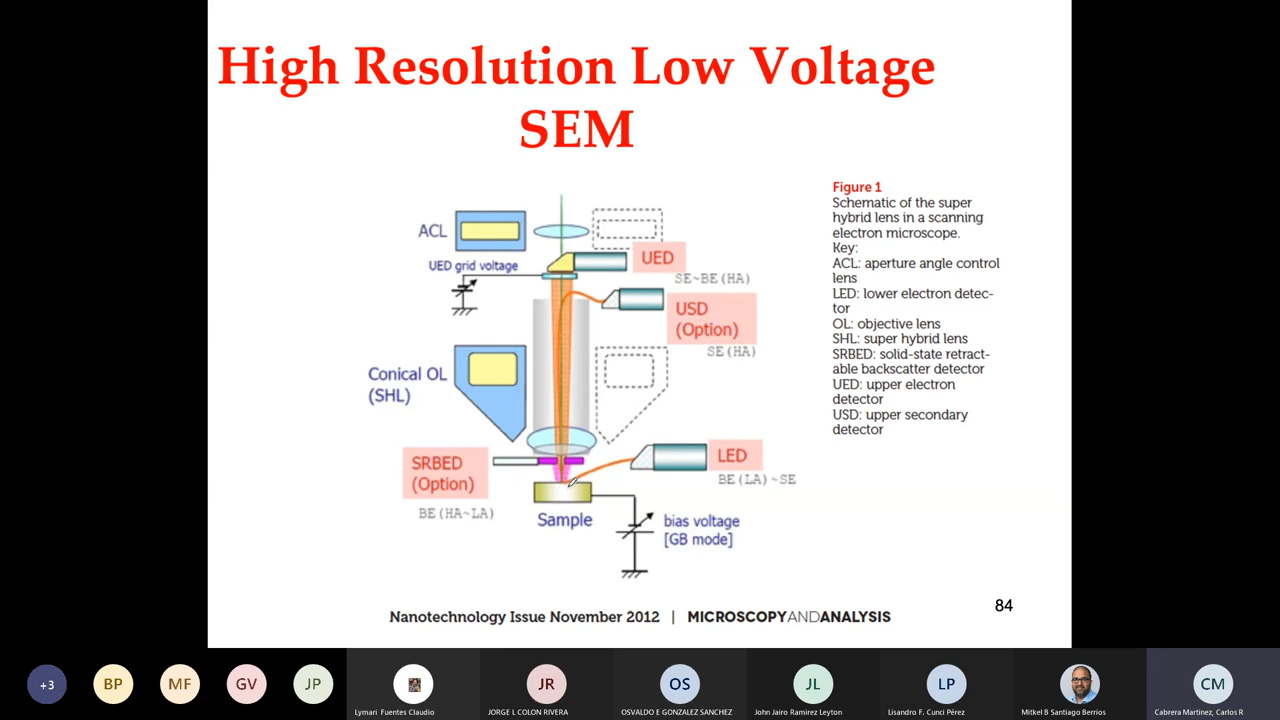 High Resolution Low Voltage
SEM
ACL
UED grid voltage
UED
SE~BE(HA)
USD
(Option)
SE(HA)
Conical OL
(SHL)
SRBED
(Option)
BE(HA~LA)
LED
BE(LA)~SE
Sample
bias voltage
[GB mode]
Figure 1
Schematic of the super
hybrid lens in a scanning
electron microscope.
Key:
ACL: aperture angle control
lens
LED: lower electron detec-
tor
OL: objective lens
SHL: super hybrid lens
SRBED: solid-state retract-
able backscatter detector
UED: upper electron
detector
USD: upper secondary
detector
84
Nanotechnology Issue November 2012 | MICROSCOPYANDANALYSIS
+3
BP
MF
GV
JP
Lymari Fuentes Claudio
JR
JORGE L COLON RIVERA
OS
OSVALDO E GONZALEZ SANCHEZ
JL
John Jairo Ramirez Leyton
LP
Lisandro F. Cunci Pérez
Mitkel B Santiago Berrios
CM
Cabrera Martinez, Carlos R